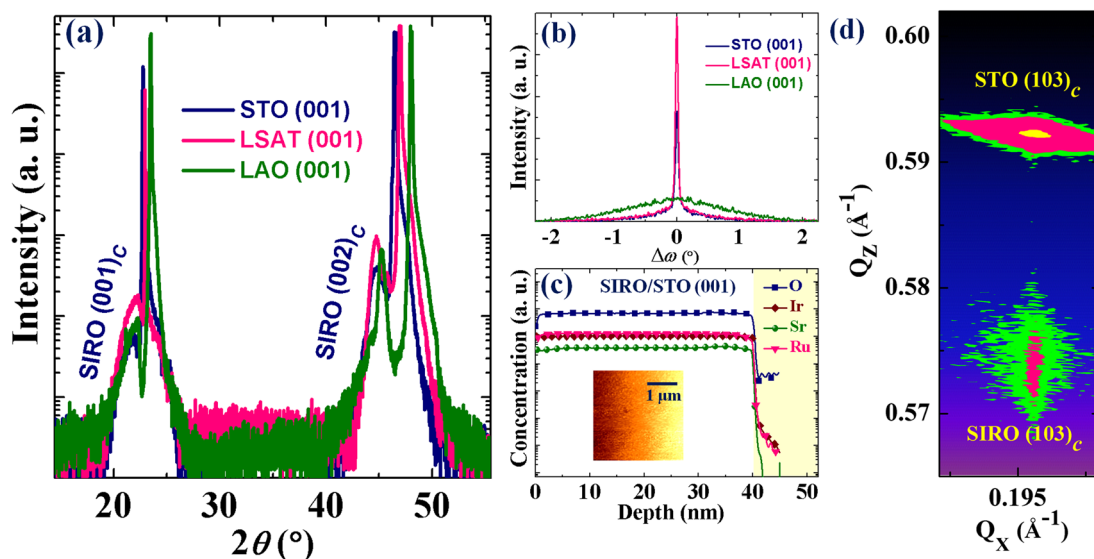 (a)
STO (001)
LSAT (001)
LAO (001)
SIRO (001)C
SIRO (002)C
Intensity (a. u.)
20 30 40 50
2θ (°)
(b)
STO (001)
LSAT (001)
LAO (001)
Intensity (a. u.)
-2 -1 0 1 2
Δω (°)
(c) SIRO/STO (001)
O
Ir
Sr
Ru
1 μm
Concentration (a. u.)
0 10 20 30 40 50
Depth (nm)
(d)
0.60
STO (103)C
0.59
QZ (Å-1)
0.58
0.57
SIRO (103)C
0.195
QX (Å-1)